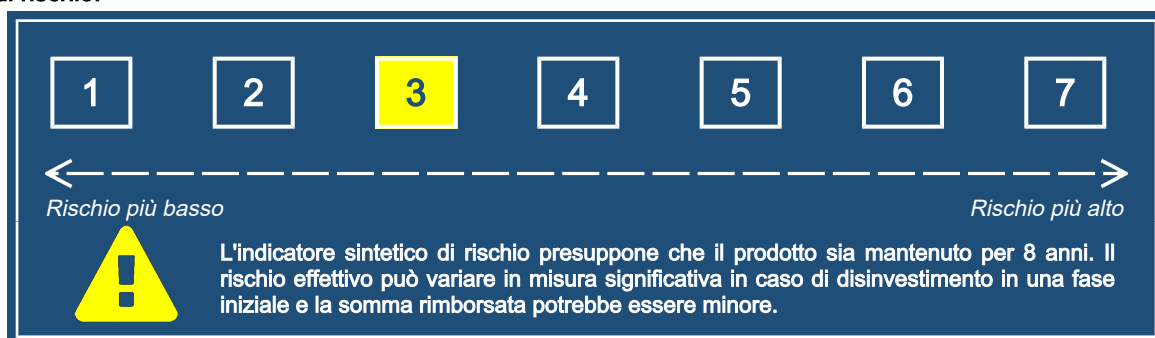 1 2 3 4 5 6 7
Rischio più basso Rischio più alto
L'indicatore sintetico di rischio presuppone che il prodotto sia mantenuto per 8 anni. Il
rischio effettivo può variare in misura significativa in caso di disinvestimento in una fase
iniziale e la somma rimborsata potrebbe essere minore.